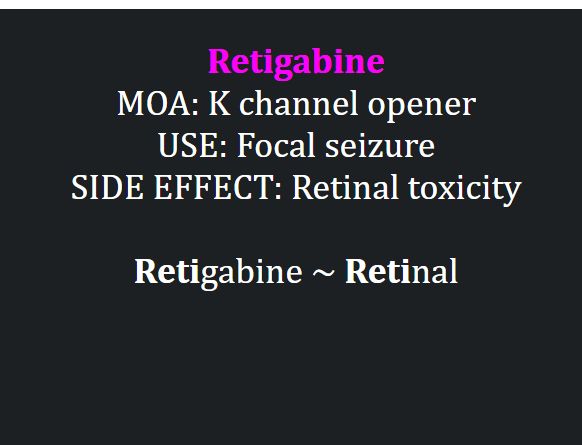 Retigabine
MOA: K channel opener
USE: Focal seizure
SIDE EFFECT: Retinal toxicity
Retigabine ~ Retinal